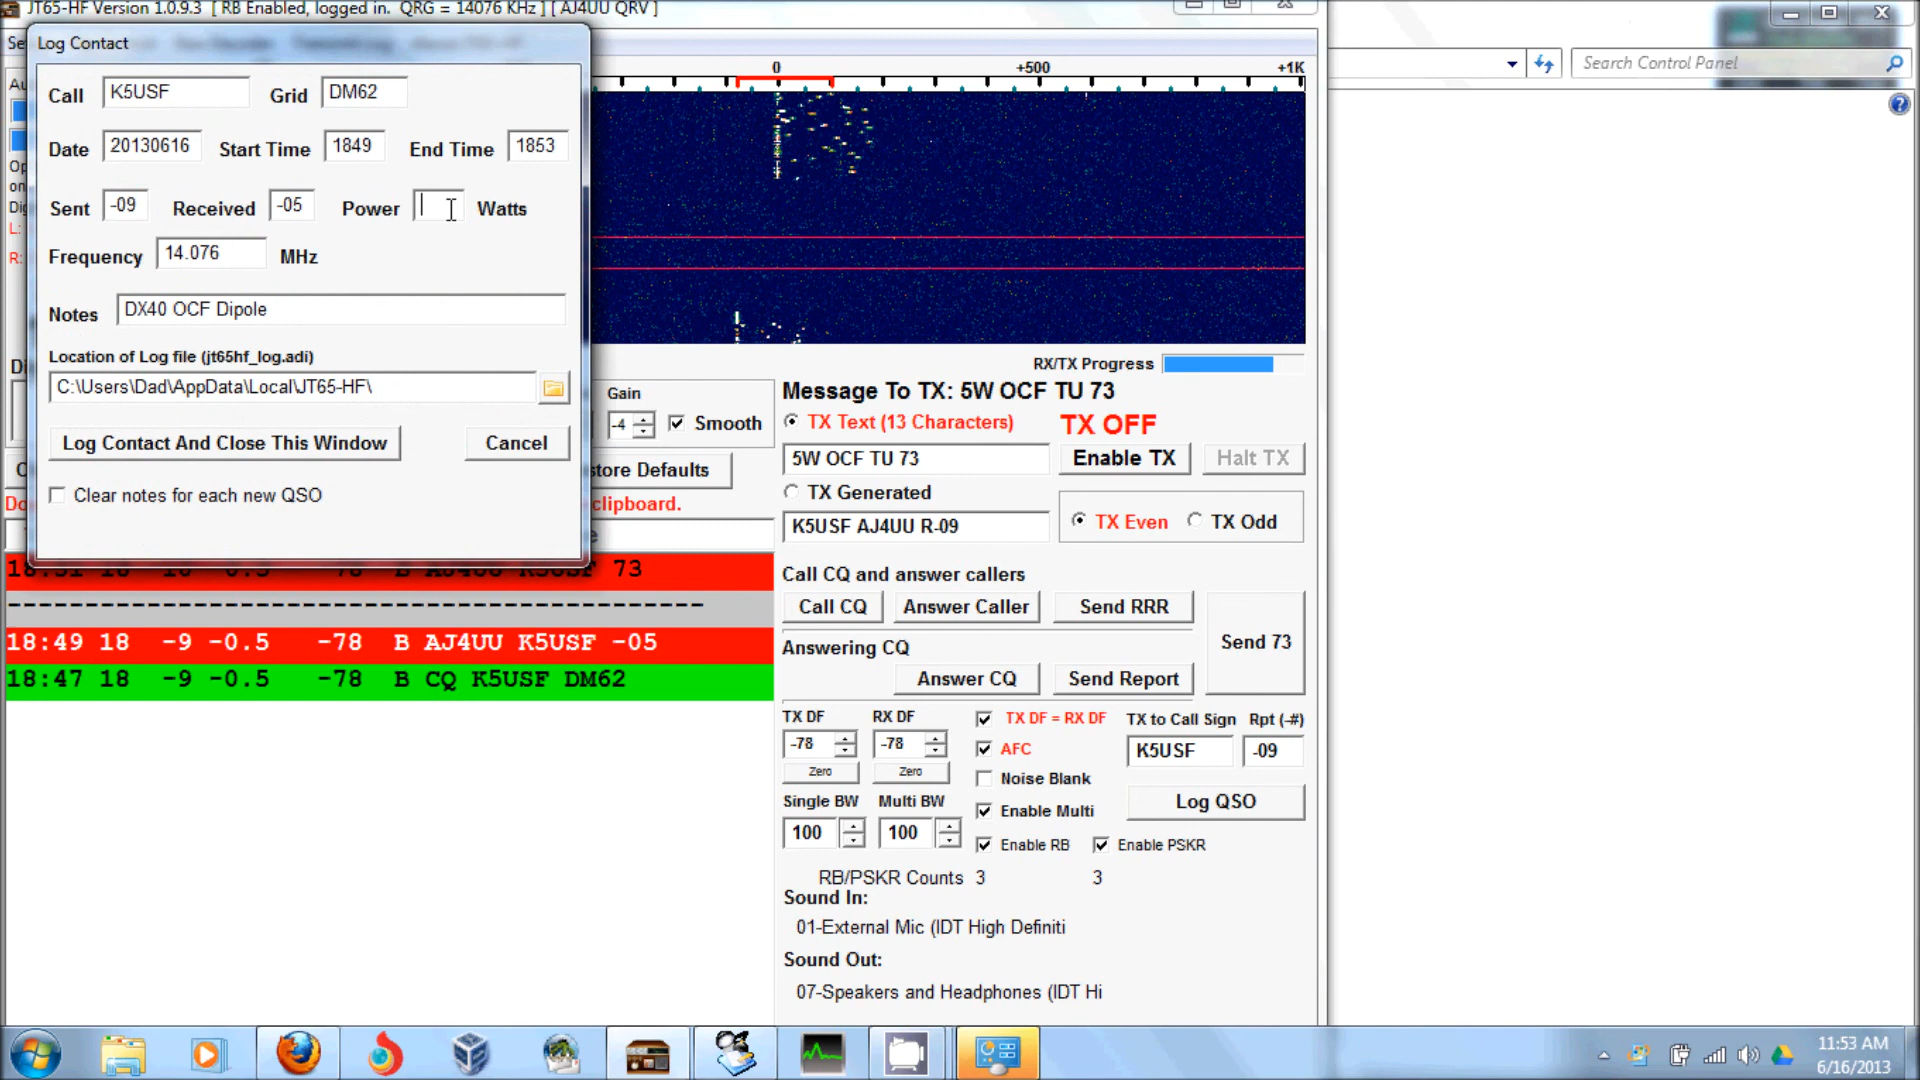 JT65-HF Version 1.0.9.3 [ RB Enabled, logged in. QRG = 14076 KHz ] [ AJ4UU QRV ]
Log Contact
Call K5USF Grid DM62
Date 20130616 Start Time 1849 End Time 1853
Sent -09 Received -05 Power Watts
Frequency 14.076 MHz
Notes DX40 OCF Dipole
Location of Log file (jt65hf_log.adi)
C:\Users\Dad\AppData\Local\JT65-HF\
Log Contact And Close This Window Cancel
Clear notes for each new QSO
0 +500 +1K
Search Control Panel
RX/TX Progress
Gain
-4 Smooth
store Defaults
clipboard.
Message To TX: 5W OCF TU 73
TX Text (13 Characters) TX OFF
5W OCF TU 73 Enable TX Halt TX
TX Generated
K5USF AJ4UU R-09 TX Even TX Odd
Call CQ and answer callers
Call CQ Answer Caller Send RRR
Send 73
Answering CQ
Answer CQ Send Report
18:49 18 -9 -0.5 -78 B AJ4UU K5USF -05
18:47 18 -9 -0.5 -78 B CQ K5USF DM62
TX DF RX DF TX DF = RX DF TX to Call Sign Rpt (-#)
-78 -78 AFC K5USF -09
Zero Zero Noise Blank
Single BW Multi BW Enable Multi Log QSO
100 100 Enable RB Enable PSKR
RB/PSKR Counts 3 3
Sound In:
01-External Mic (IDT High Definiti
Sound Out:
07-Speakers and Headphones (IDT Hi
11:53 AM
6/16/2013